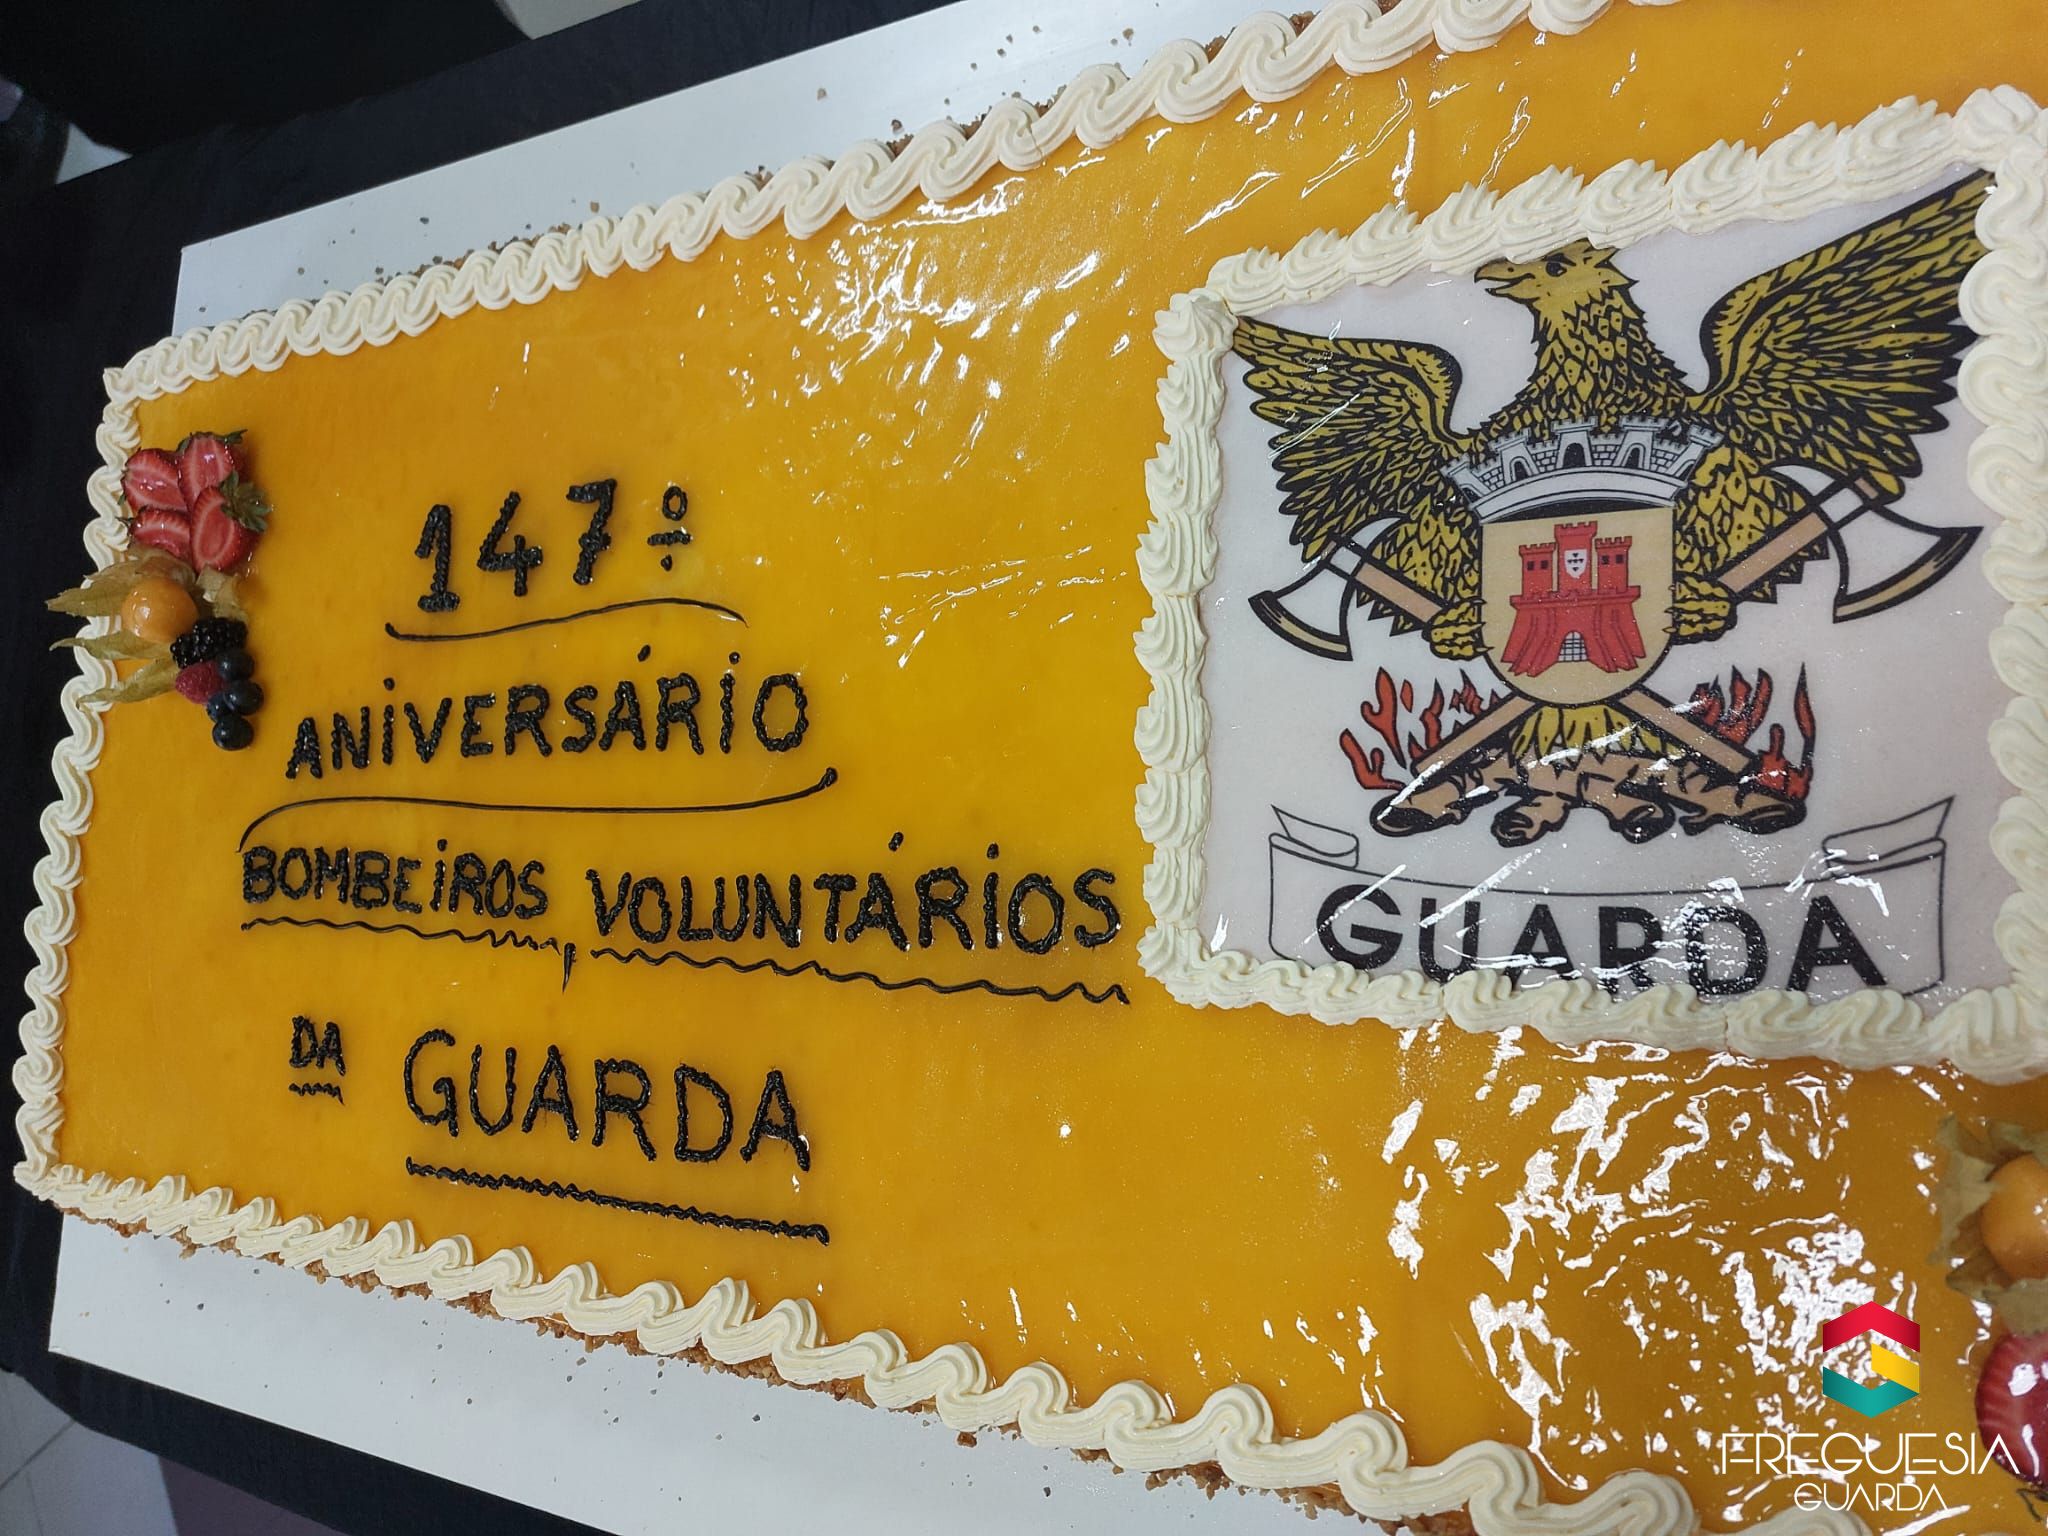 147º
ANIVERSÁRIO
BOMBEIROS VOLUNTÁRIOS
DA GUARDA
GUARDA
FREGUESIA
GUARDA